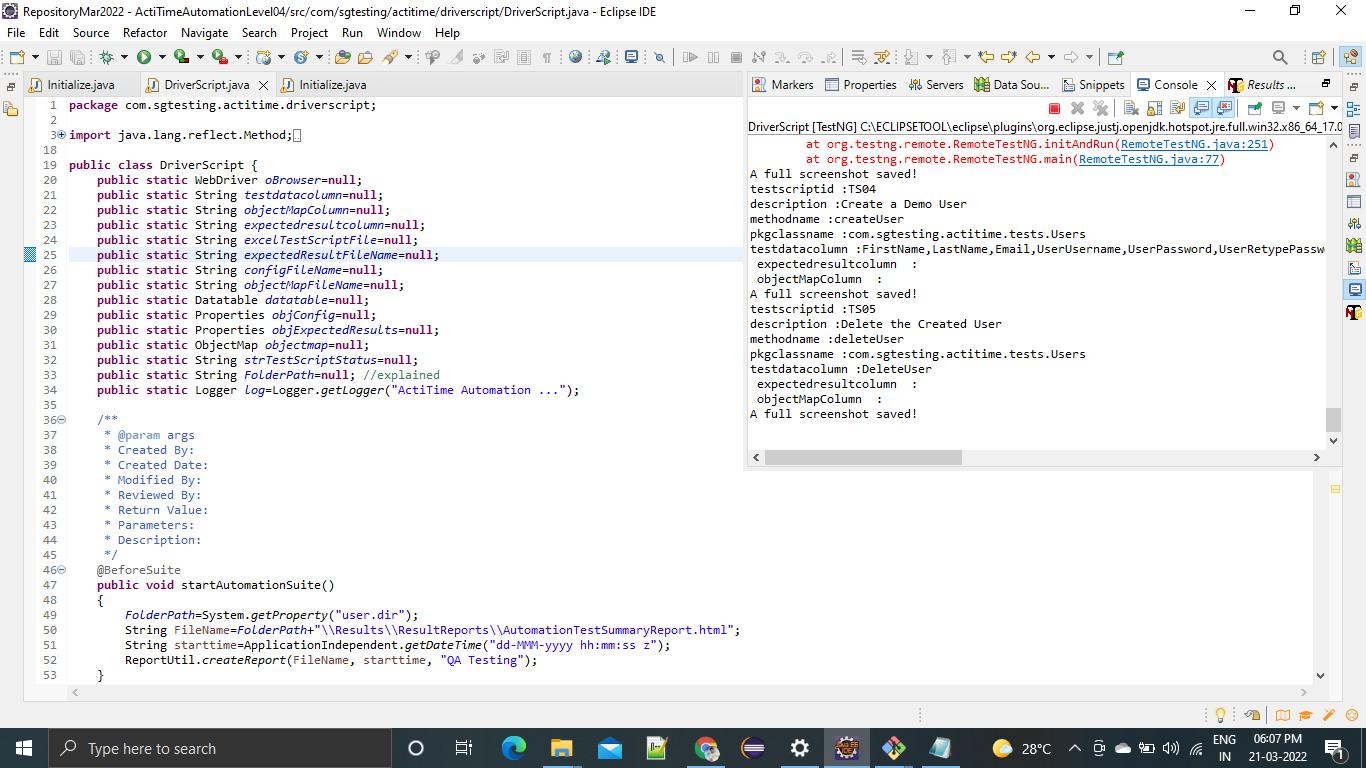 RepositoryMar2022 - ActiTimeAutomationLevel04/src/com/sgtesting/actitime/driverscript/DriverScript.java - Eclipse IDE
File Edit Source Refactor Navigate Search Project Run Window Help
Initialize.java DriverScript.java Initialize.java
1 package com.sgtesting.actitime.driverscript;
2
3 import java.lang.reflect.Method;
18
19 public class DriverScript {
20 public static WebDriver oBrowser=null;
21 public static String testdatacolumn=null;
22 public static String objectMapColumn=null;
23 public static String expectedresultcolumn=null;
24 public static String excelTestScriptFile=null;
25 public static String expectedResultFileName=null;
26 public static String configFileName=null;
27 public static String objectMapFileName=null;
28 public static Datatable datatable=null;
29 public static Properties objConfig=null;
30 public static Properties objExpectedResults=null;
31 public static ObjectMap objectmap=null;
32 public static String strTestScriptStatus=null;
33 public static String FolderPath=null; //explained
34 public static Logger log=Logger.getLogger("ActiTime Automation ...");
35
36 /**
37 * @param args
38 * Created By:
39 * Created Date:
40 * Modified By:
41 * Reviewed By:
42 * Return Value:
43 * Parameters:
44 * Description:
45 */
46 @BeforeSuite
47 public void startAutomationSuite()
48 {
49 FolderPath=System.getProperty("user.dir");
50 String FileName=FolderPath+"\\Results\\ResultReports\\AutomationTestSummaryReport.html";
51 String starttime=ApplicationIndependent.getDateTime("dd-MMM-yyyy hh:mm:ss z");
52 ReportUtil.createReport(FileName, starttime, "QA Testing");
53 }
Markers Properties Servers Data Sou... Snippets Console Results ...
DriverScript [TestNG] C:\ECLIPSETOOL\eclipse\plugins\org.eclipse.justj.openjdk.hotspot.jre.full.win32.x86_64_17.0
at org.testng.remote.RemoteTestNG.initAndRun(RemoteTestNG.java:251)
at org.testng.remote.RemoteTestNG.main(RemoteTestNG.java:77)
A full screenshot saved!
testscriptid :TS04
description :Create a Demo User
methodname :createUser
pkgclassname :com.sgtesting.actitime.tests.Users
testdatacolumn :FirstName,LastName,Email,UserUsername,UserPassword,UserRetypePassw
expectedresultcolumn :
objectMapColumn :
A full screenshot saved!
testscriptid :TS05
description :Delete the Created User
methodname :deleteUser
pkgclassname :com.sgtesting.actitime.tests.Users
testdatacolumn :DeleteUser
expectedresultcolumn :
objectMapColumn :
A full screenshot saved!
Type here to search
28°C
ENG
IN
06:07 PM
21-03-2022
1